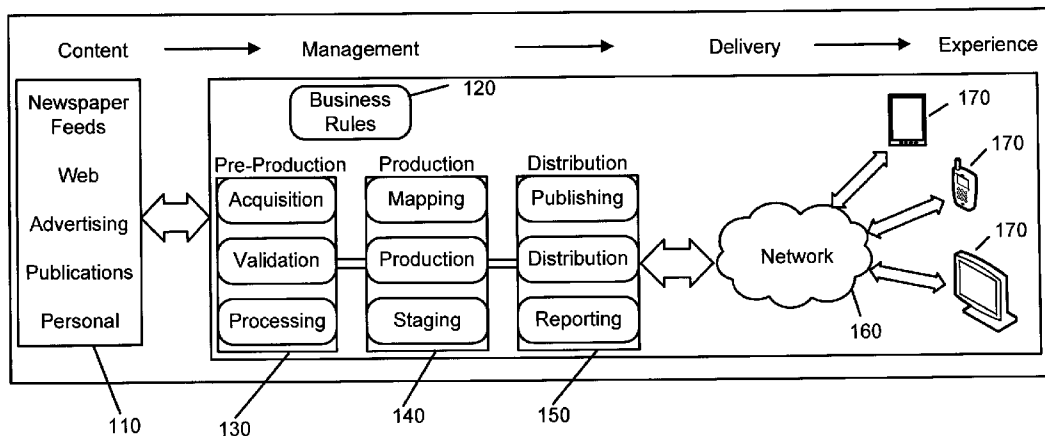 Content
Management
Delivery
Experience
Newspaper
Feeds
Web
Advertising
Publications
Personal
110
Business
Rules
120
Pre-Production
Acquisition
Validation
Processing
130
Production
Mapping
Production
Staging
140
Distribution
Publishing
Distribution
Reporting
150
Network
160
170
170
170